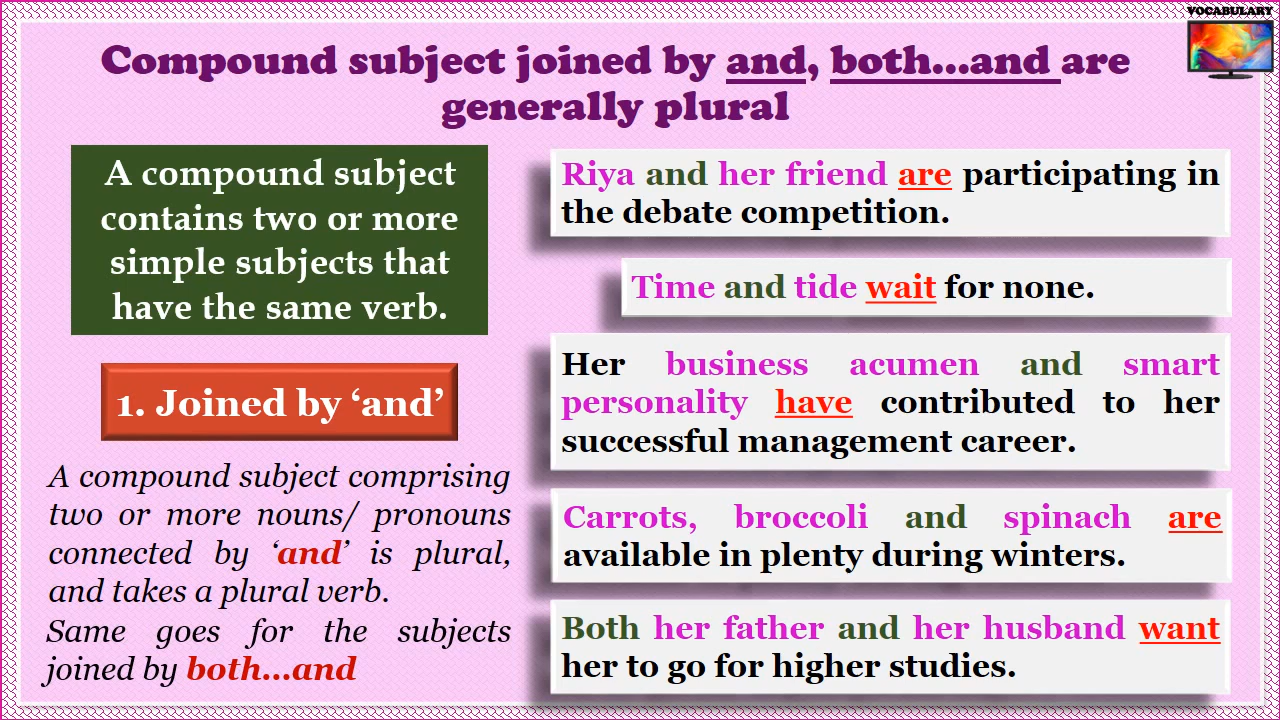 VOCABULARY
Compound subject joined by and, both...and are
generally plural
A compound subject
contains two or more
simple subjects that
have the same verb.
1. Joined by ‘and’
A compound subject comprising
two or more nouns/ pronouns
connected by ‘and’ is plural,
and takes a plural verb.
Same goes for the subjects
joined by both...and
Riya and her friend are participating in
the debate competition.
Time and tide wait for none.
Her business acumen and smart
personality have contributed to her
successful management career.
Carrots, broccoli and spinach are
available in plenty during winters.
Both her father and her husband want
her to go for higher studies.